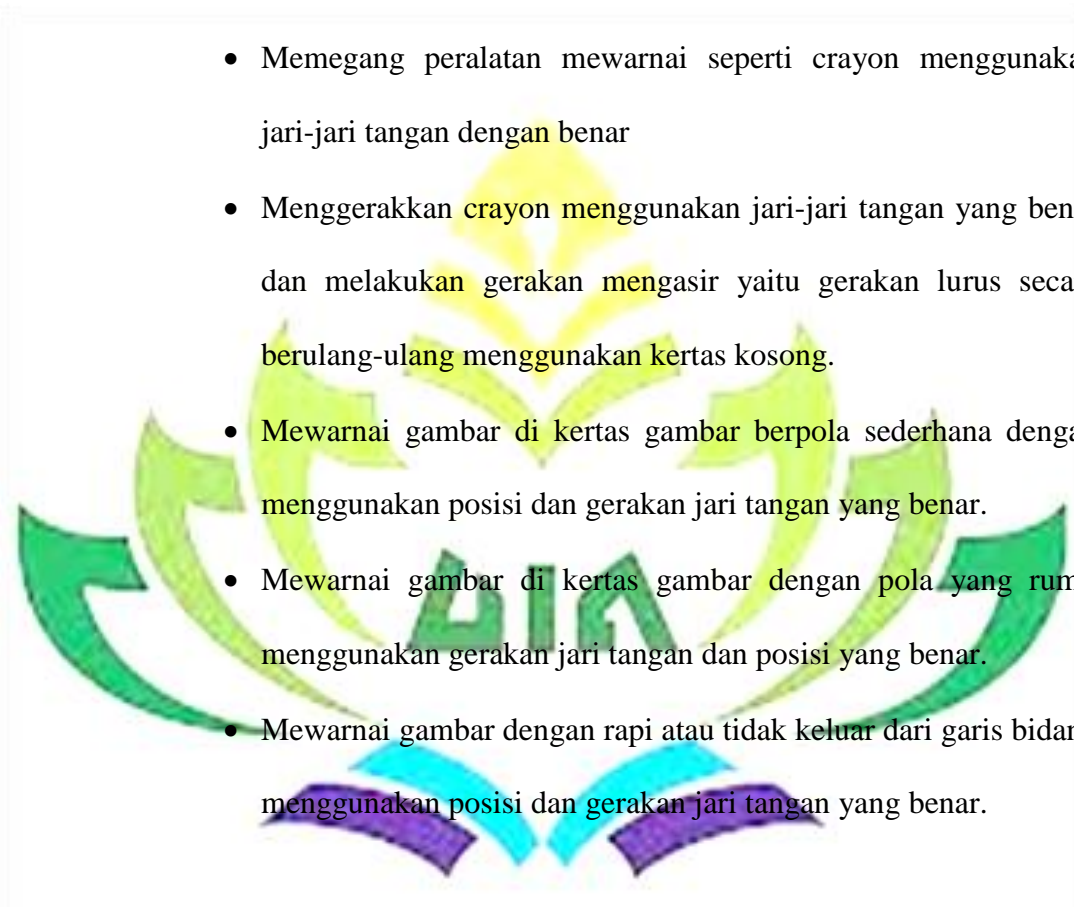 • Memegang peralatan mewarnai seperti crayon menggunaka
jari-jari tangan dengan benar
• Menggerakkan crayon menggunakan jari-jari tangan yang ben
dan melakukan gerakan mengasir yaitu gerakan lurus seca
berulang-ulang menggunakan kertas kosong.
• Mewarnai gambar di kertas gambar berpola sederhana denga
menggunakan posisi dan gerakan jari tangan yang benar.
• Mewarnai gambar di kertas gambar dengan pola yang rum
menggunakan gerakan jari tangan dan posisi yang benar.
• Mewarnai gambar dengan rapi atau tidak keluar dari garis bidan
menggunakan posisi dan gerakan jari tangan yang benar.